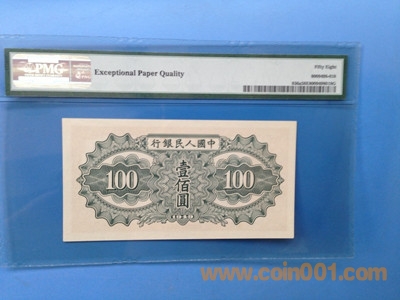 PMG
Exceptional Paper Quality
Fifty Eight
行銀民人國中
100
壹佰圓
100
1949
www.coin001.com